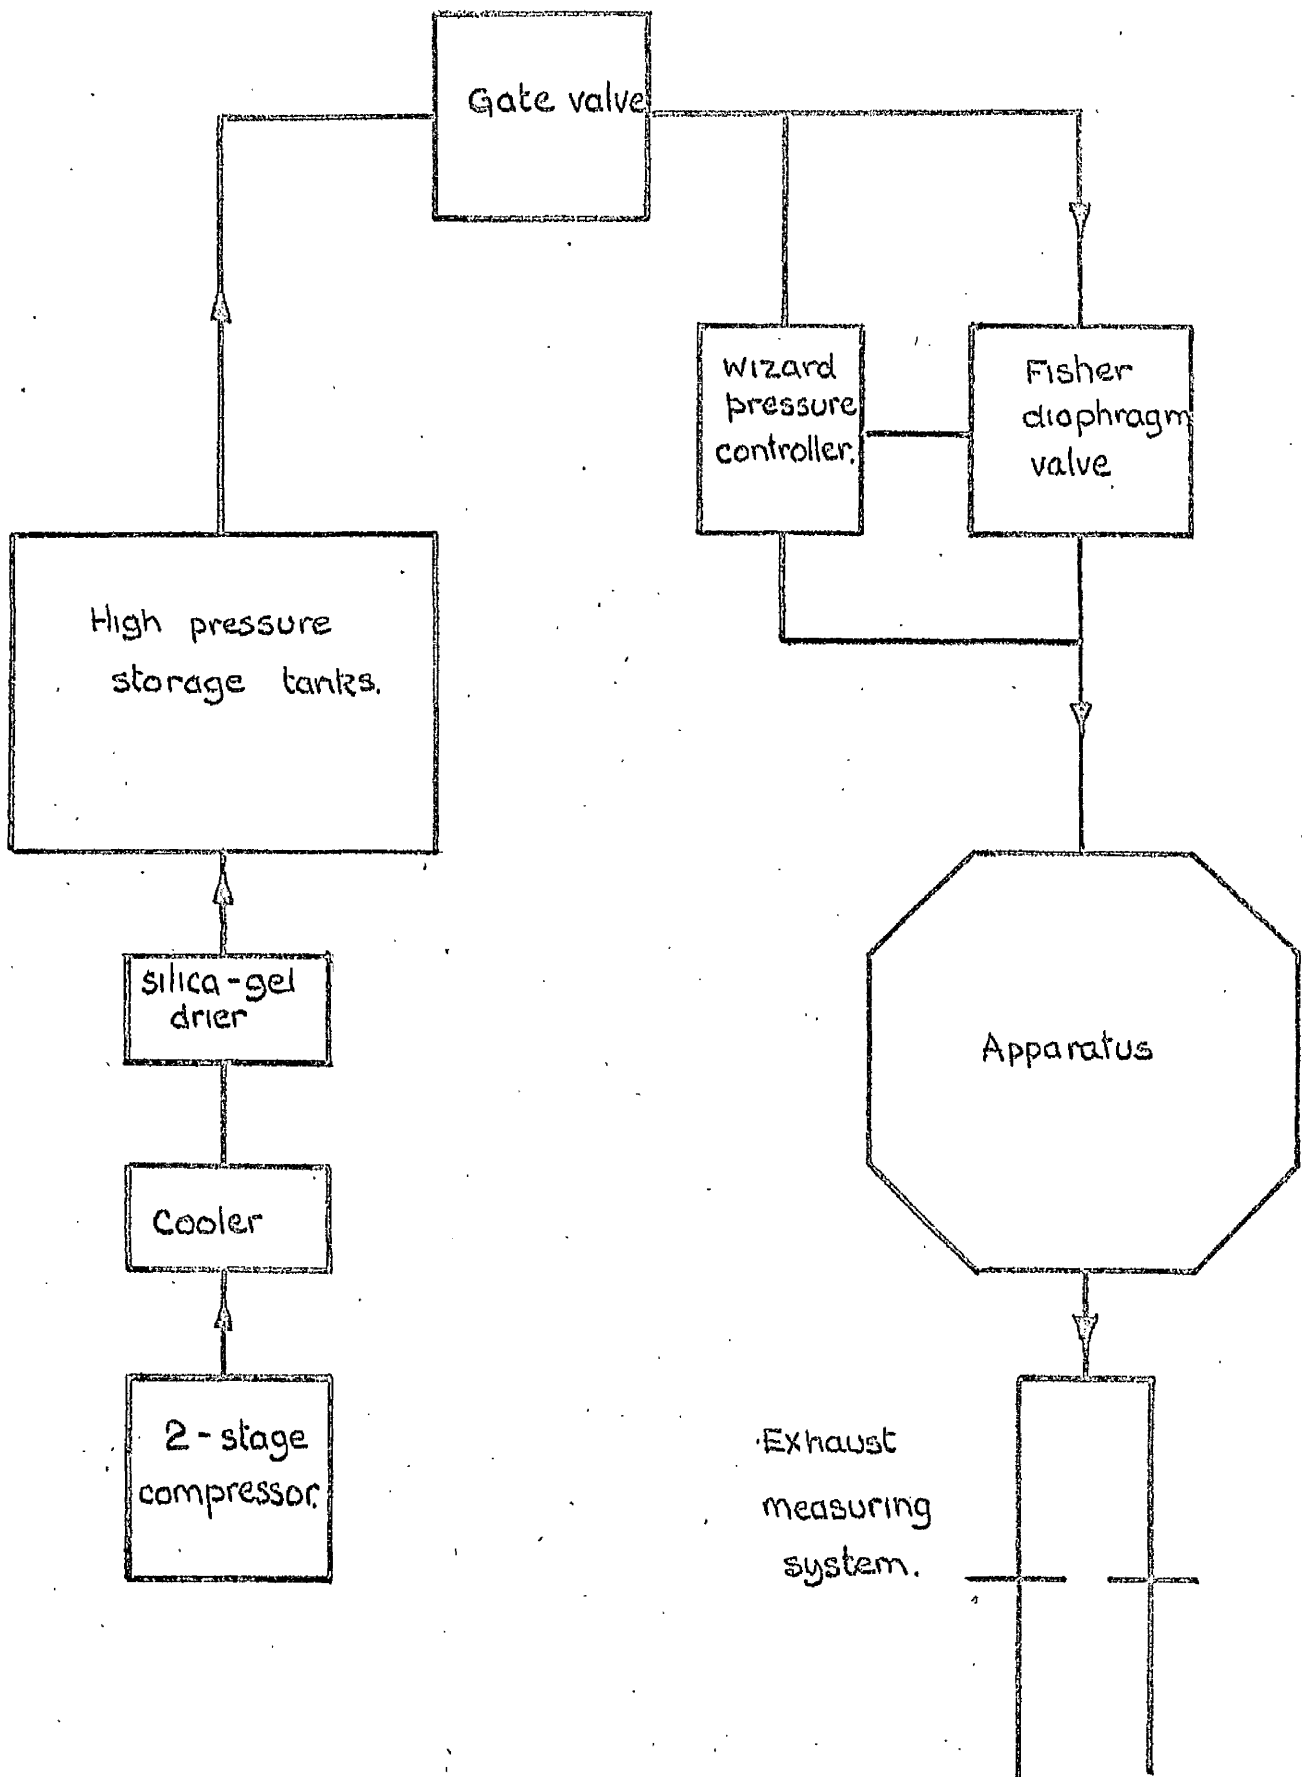 Gate valve
Wizard
pressure
controller.
Fisher
diaphragm
valve
High pressure
storage tanks.
silica-gel
drier
Apparatus
Cooler
2-stage
compressor.
Exhaust
measuring
system.